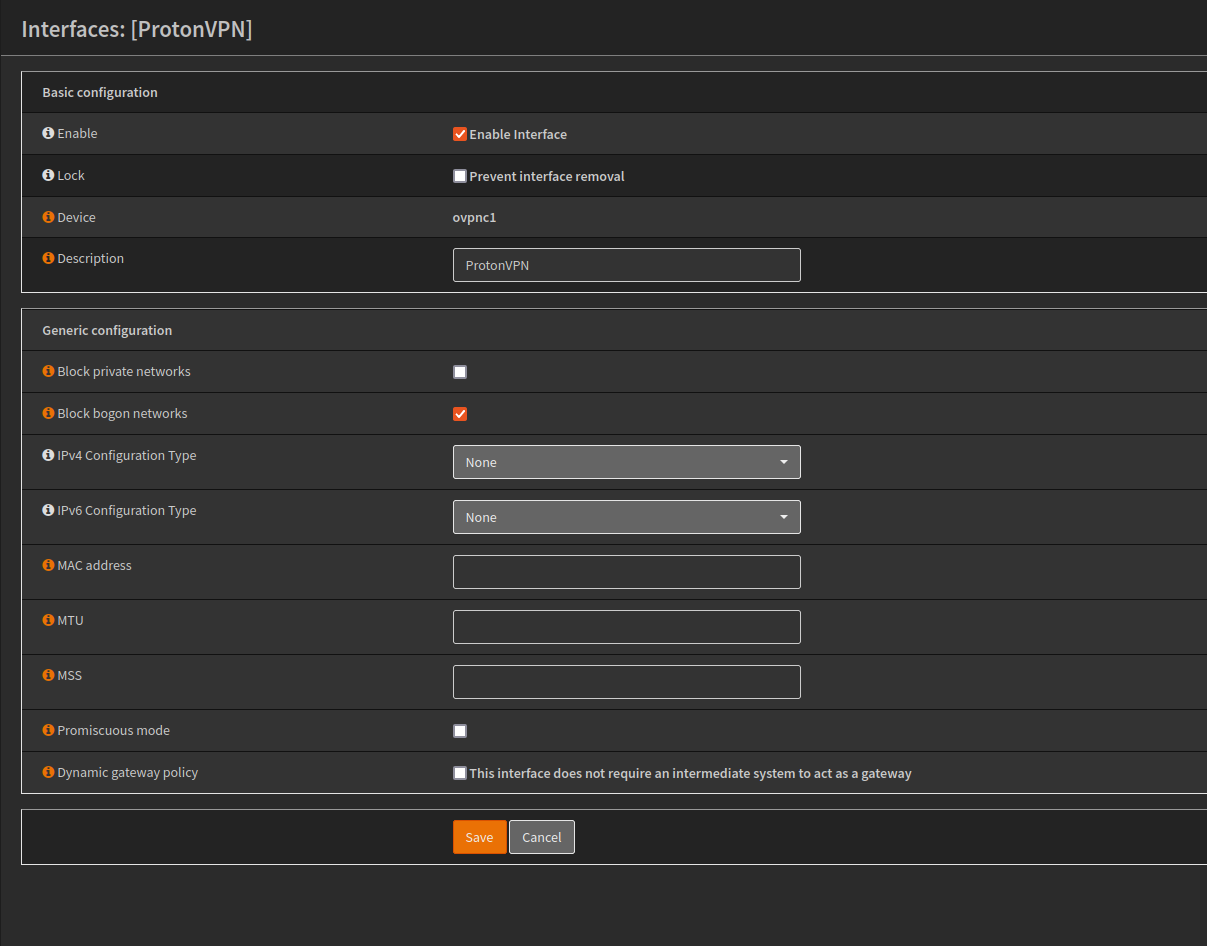 Interfaces: [ProtonVPN]
Basic configuration
Enable Enable Interface
Lock Prevent interface removal
Device ovpnc1
Description ProtonVPN
Generic configuration
Block private networks
Block bogon networks
IPv4 Configuration Type None
IPv6 Configuration Type None
MAC address
MTU
MSS
Promiscuous mode
Dynamic gateway policy This interface does not require an intermediate system to act as a gateway
Save Cancel